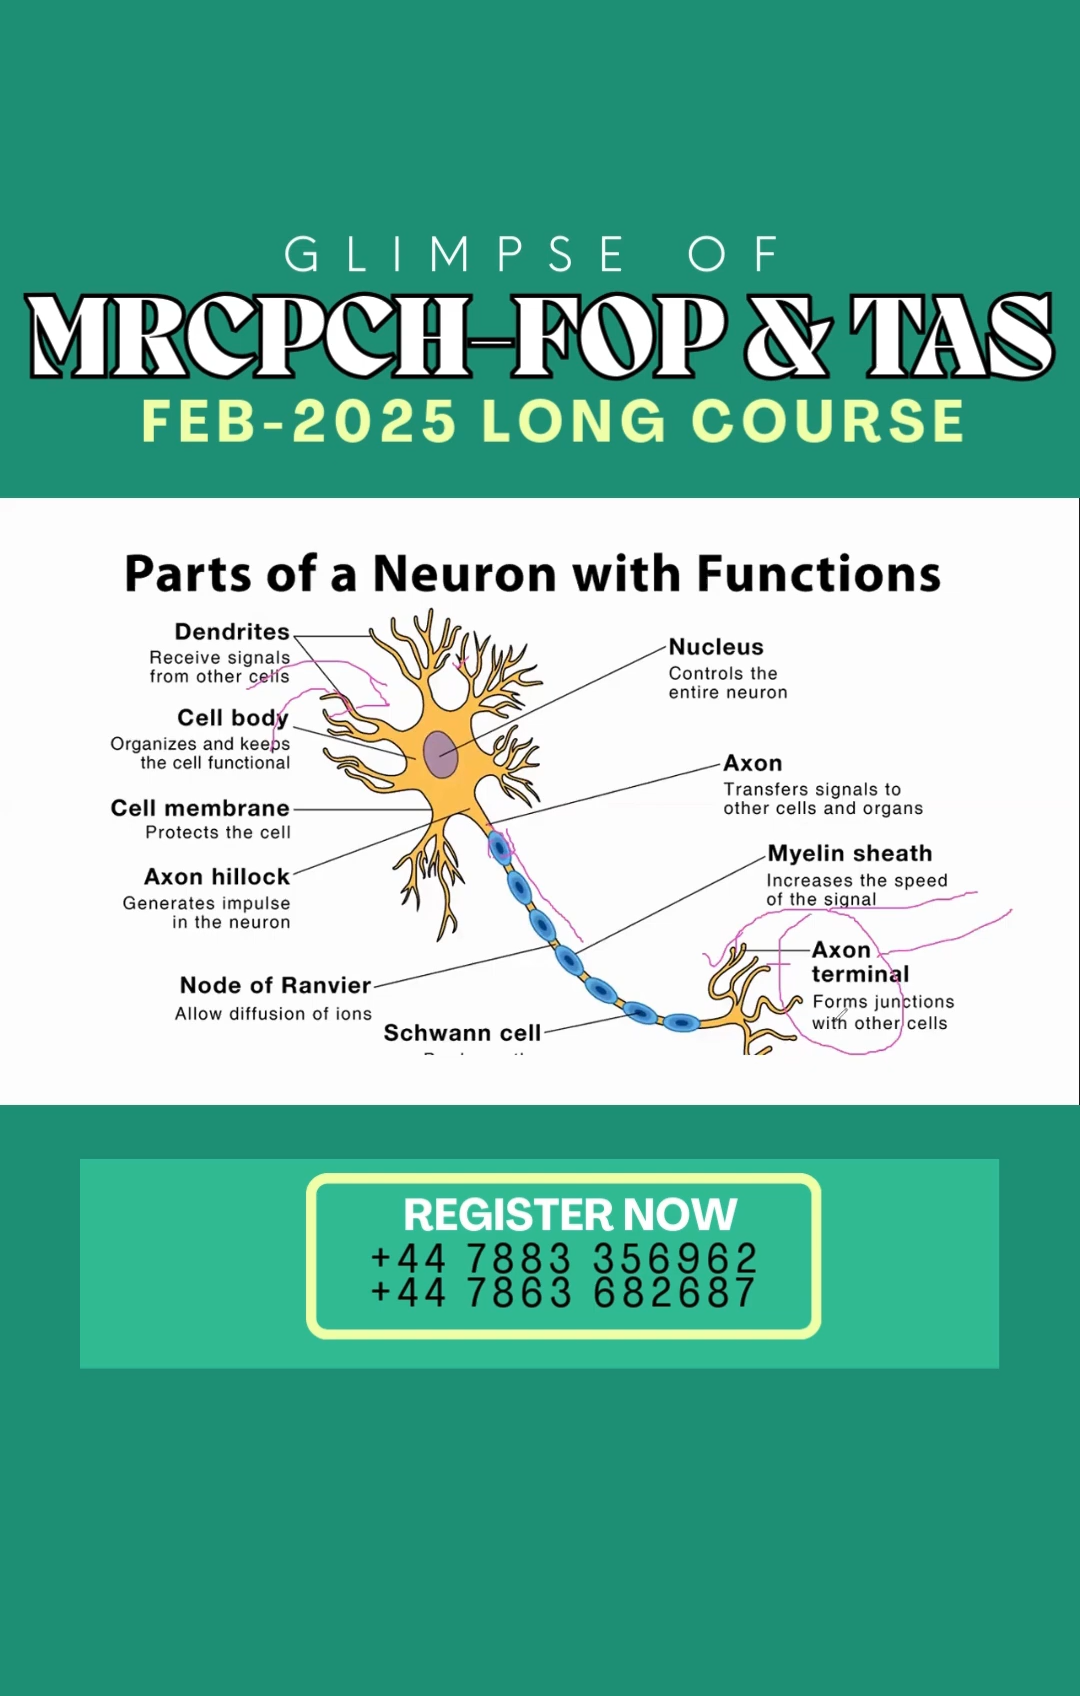 GLIMPSE OF
MRCPCH-FOP & TAS
FEB-2025 LONG COURSE
Parts of a Neuron with Functions
Dendrites
Receive signals
from other cells
Cell body
Organizes and keeps
the cell functional
Cell membrane
Protects the cell
Axon hillock
Generates impulse
in the neuron
Node of Ranvier
Allow diffusion of ions
Schwann cell
Nucleus
Controls the
entire neuron
Axon
Transfers signals to
other cells and organs
Myelin sheath
Increases the speed
of the signal
Axon
terminal
Forms junctions
with other cells
REGISTER NOW
+44 7883 356962
+44 7863 682687